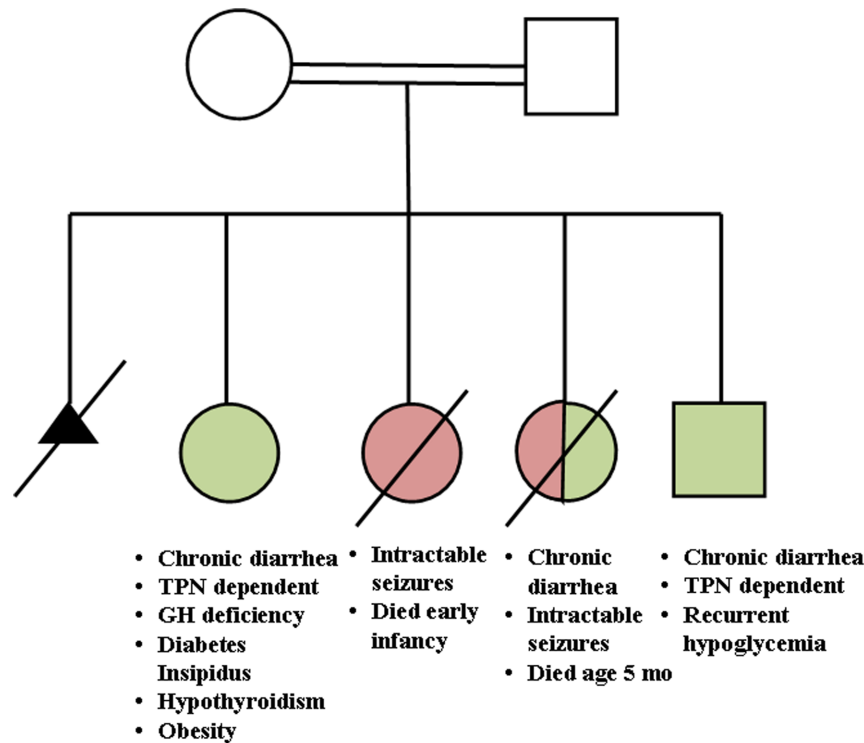 • Chronic diarrhea
• TPN dependent
• GH deficiency
• Diabetes
Insipidus
• Hypothyroidism
• Obesity
• Intractable
seizures
• Died early
infancy
• Chronic
diarrhea
• Intractable
seizures
• Died age 5 mo
• Chronic diarrhea
• TPN dependent
• Recurrent
hypoglycemia